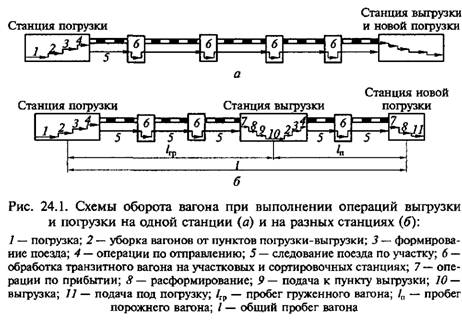 Станция погрузки
Станция выгрузки
и новой погрузки
1 2 3 4 5 6 6 6 6
а
Станция погрузки
Станция выгрузки
Станция новой
погрузки
1 2 3 4 5 6 5 6 5 7 8 9 10 2 3 4 5 6 5 7 8 11
lгр
lп
l
б
Рис. 24.1. Схемы оборота вагона при выполнении операций выгрузки
и погрузки на одной станции (а) и на разных станциях (б):
1 — погрузка; 2 — уборка вагонов от пунктов погрузки-выгрузки; 3 — формирова-
ние поезда; 4 — операции по отправлению; 5 — следование поезда по участку; 6 —
обработка транзитного вагона на участковых и сортировочных станциях; 7 — опе-
рации по прибытии; 8 — расформирование; 9 — подача к пункту выгрузки; 10 —
выгрузка; 11 — подача под погрузку; lгр — пробег груженного вагона; lп — пробег
порожнего вагона; l — общий пробег вагона